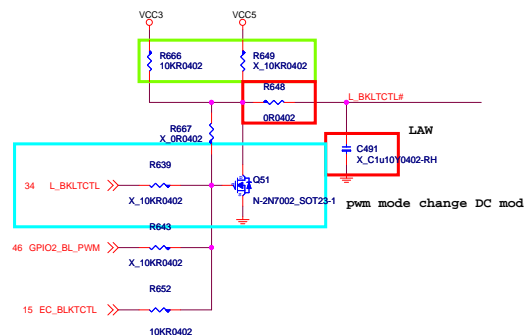 VCC3 VCC5
R666 R649
10KR0402 X_10KR0402
R648
L_BKLTCTL#
0R0402
R667
X_0R0402
LAW
C491
X_C1u10Y0402-RH
R639
Q51
34 L_BKLTCTL
X_10KR0402
N-2N7002_SOT23-1
pwm mode change DC mod
R643
46 GPIO2_BL_PWM
X_10KR0402
R652
15 EC_BLKTCTL
10KR0402